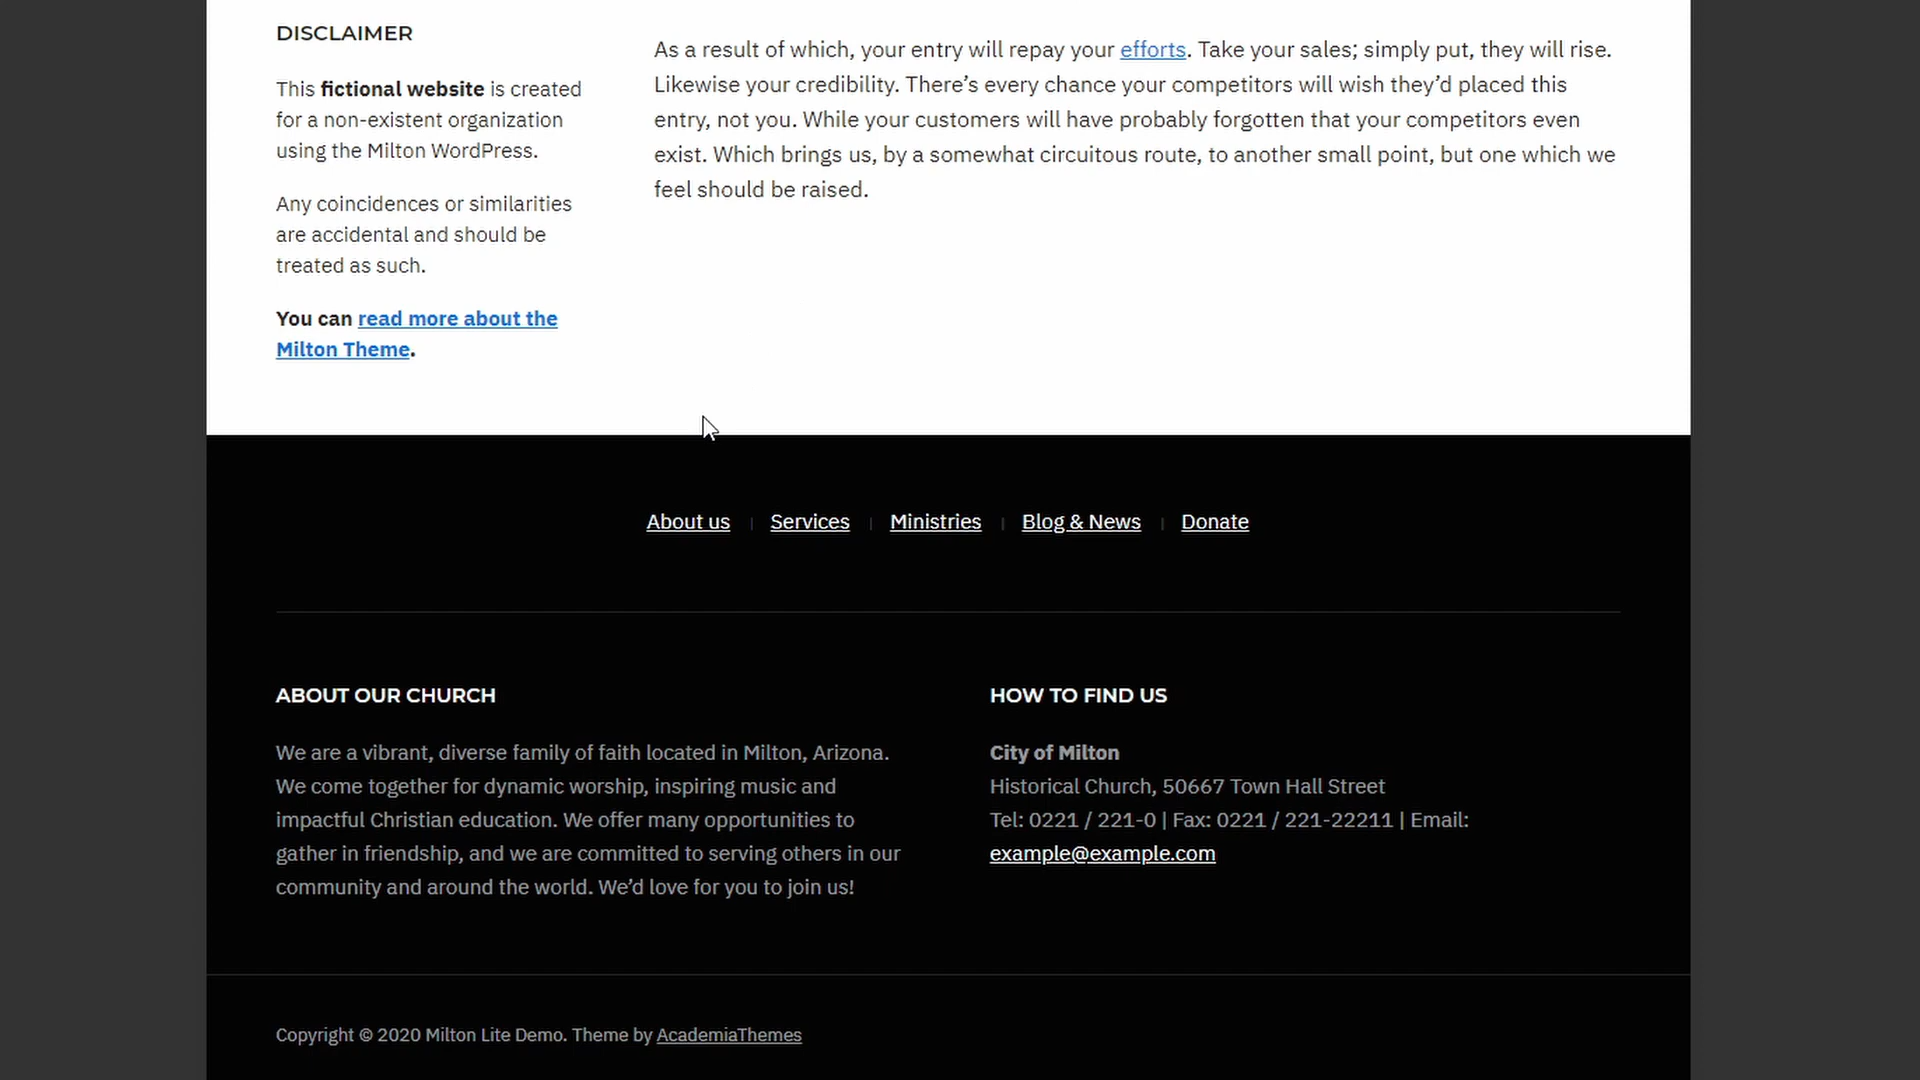 DISCLAIMER
This fictional website is created
for a non-existent organization
using the Milton WordPress.
Any coincidences or similarities
are accidental and should be
treated as such.
You can read more about the
Milton Theme.
As a result of which, your entry will repay your efforts. Take your sales; simply put, they will rise.
Likewise your credibility. There’s every chance your competitors will wish they’d placed this
entry, not you. While your customers will have probably forgotten that your competitors even
exist. Which brings us, by a somewhat circuitous route, to another small point, but one which we
feel should be raised.
About us | Services | Ministries | Blog & News | Donate
ABOUT OUR CHURCH
We are a vibrant, diverse family of faith located in Milton, Arizona.
We come together for dynamic worship, inspiring music and
impactful Christian education. We offer many opportunities to
gather in friendship, and we are committed to serving others in our
community and around the world. We’d love for you to join us!
HOW TO FIND US
City of Milton
Historical Church, 50667 Town Hall Street
Tel: 0221 / 221-0 | Fax: 0221 / 221-22211 | Email:
example@example.com
Copyright © 2020 Milton Lite Demo. Theme by AcademiaThemes